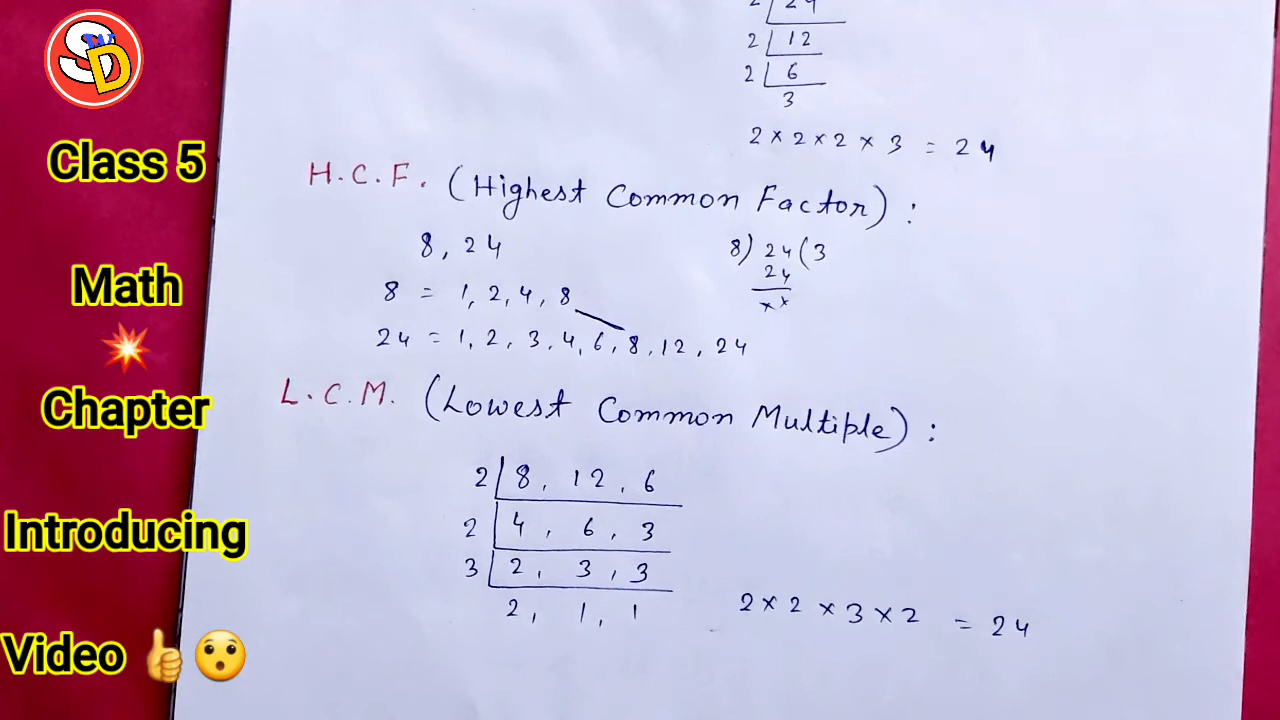 SWD
Class 5
Math
Chapter
Introducing
Video
2 | 24
2 | 12
2 | 6
3
2 × 2 × 2 × 3 = 24
H.C.F. (Highest Common Factor) :
8, 24
8 = 1, 2, 4, 8
24 = 1, 2, 3, 4, 6, 8, 12, 24
8) 24 (3
24
× ×
L.C.M. (Lowest Common Multiple) :
2 | 8, 12, 6
2 | 4, 6, 3
3 | 2, 3, 3
2, 1, 1
2 × 2 × 3 × 2 = 24